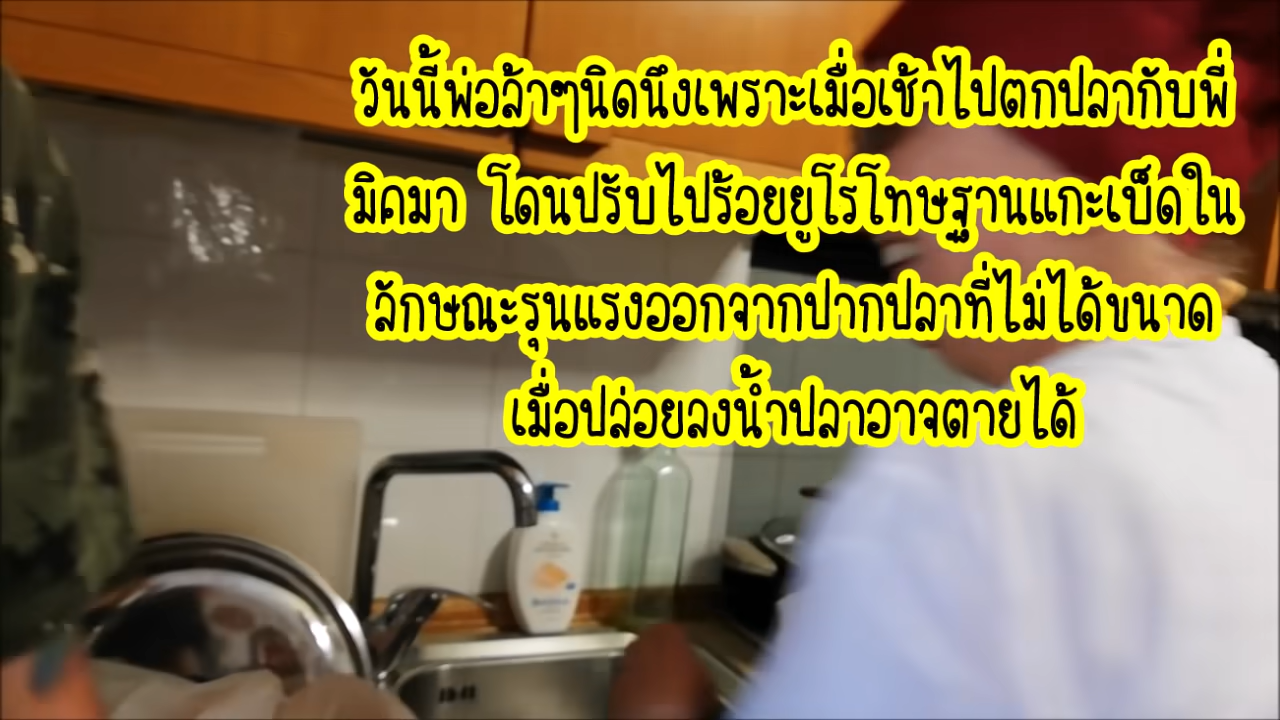 วันนี้พ่อล้าๆนิดนึงเพราะเมื่อเช้าไปตกปลากับพี่
มิคมา โดนปรับไปร้อยยูโรโทษฐานแกะเบ็ดใน
ลักษณะรุนแรงออกจากปากปลาที่ไม่ได้ขนาด
เมื่อปล่อยลงน้ำปลาอาจตายได้